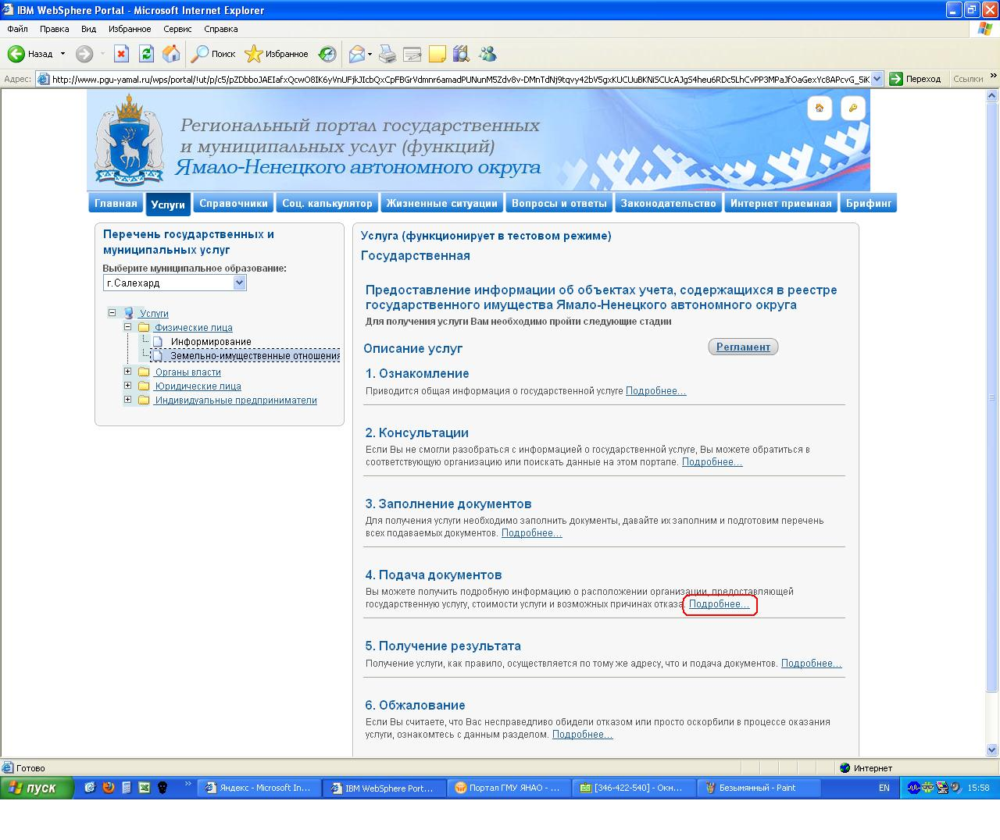 IBM WebSphere Portal - Microsoft Internet Explorer
Файл Правка Вид Избранное Сервис Справка
Назад Поиск Избранное
Адрес: http://www.pgu-yamal.ru/wps/portal/!ut/p/c5/ Переход Ссылки »
Региональный портал государственных
и муниципальных услуг (функций)
Ямало-Ненецкого автономного округа
Главная Услуги Справочники Соц. калькулятор Жизненные ситуации Вопросы и ответы Законодательство Интернет приемная Брифинг
Перечень государственных и
муниципальных услуг
Выберите муниципальное образование:
г.Салехард
Услуги
Физические лица
Информирование
Земельно-имущественные отношения
Органы власти
Юридические лица
Индивидуальные предприниматели
Услуга (функционирует в тестовом режиме)
Государственная
Предоставление информации об объектах учета, содержащихся в реестре
государственного имущества Ямало-Ненецкого автономного округа
Для получения услуги Вам необходимо пройти следующие стадии
Описание услуг Регламент
1. Ознакомление
Приводится общая информация о государственной услуге Подробнее...
2. Консультации
Если Вы не смогли разобраться с информацией о государственной услуге, Вы можете обратиться в
соответствующую организацию или поискать данные на этом портале. Подробнее...
3. Заполнение документов
Для получения услуги необходимо заполнить документы, давайте их заполним и подготовим перечень
всех подаваемых документов. Подробнее...
4. Подача документов
Вы можете получить подробную информацию о расположении организации, предоставляющей
государственную услугу, стоимости услуги и возможных причинах отказа. Подробнее...
5. Получение результата
Получение услуги, как правило, осуществляется по тому же адресу, что и подача документов. Подробнее...
6. Обжалование
Если Вы считаете, что Вас несправедливо обидели отказом или просто оскорбили в процессе оказания
услуги, ознакомтесь с данным разделом. Подробнее...
Готово Интернет
пуск » Яндекс - Microsoft In... IBM WebSphere Port... Портал ГМУ ЯНАО - ... [346-422-540] - Окн... Безымянный - Paint EN 15:58